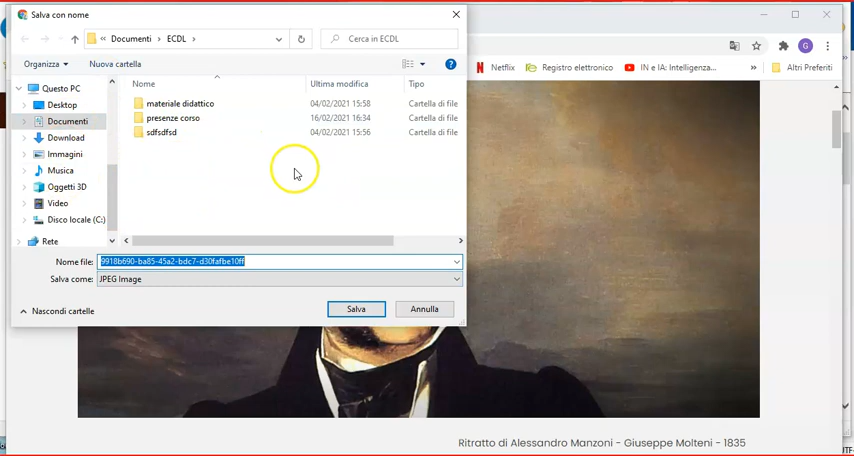 Salva con nome
« Documenti › ECDL ›
Cerca in ECDL
Organizza
Nuova cartella
Questo PC
Desktop
Documenti
Download
Immagini
Musica
Oggetti 3D
Video
Disco locale (C:)
Rete
Nome Ultima modifica Tipo
materiale didattico 04/02/2021 15:58 Cartella di file
presenze corso 16/02/2021 16:34 Cartella di file
sdfsdfsd 04/02/2021 15:56 Cartella di file
Nome file: 9918b690-ba85-45a2-bdc7-d30fafbe10ff
Salva come: JPEG Image
Nascondi cartelle
Salva
Annulla
G
Netflix
Registro elettronico
IN e IA: Intelligenza...
»
Altri Preferiti
Ritratto di Alessandro Manzoni - Giuseppe Molteni - 1835